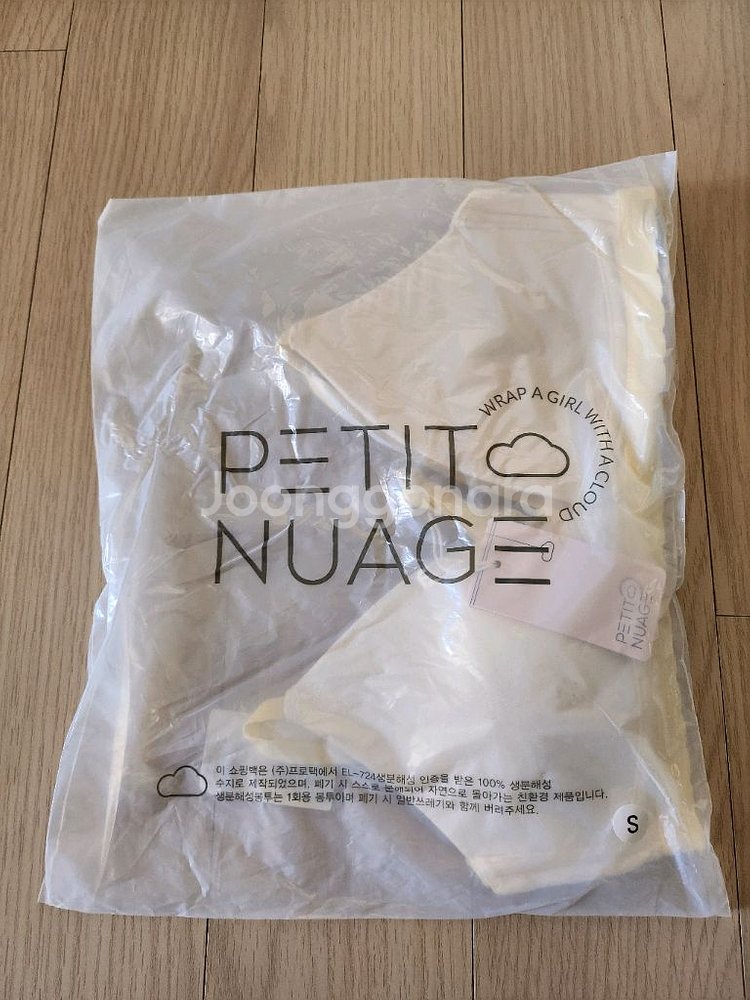 WRAP A GIRL WITH A CLOUD
PETIT
NUAGE
Joongonara
PETIT
NUAGE
이 쇼핑백은 (주)프로팩에서 EL-724생분해성 인증을 받은 100% 생분해성
수지로 제작되었으며, 폐기 시 스스로 분해되어 자연으로 돌아가는 친환경 제품입니다.
생분해성봉투는 1회용 봉투이며 폐기 시 일반쓰레기와 함께 버려주세요.
S